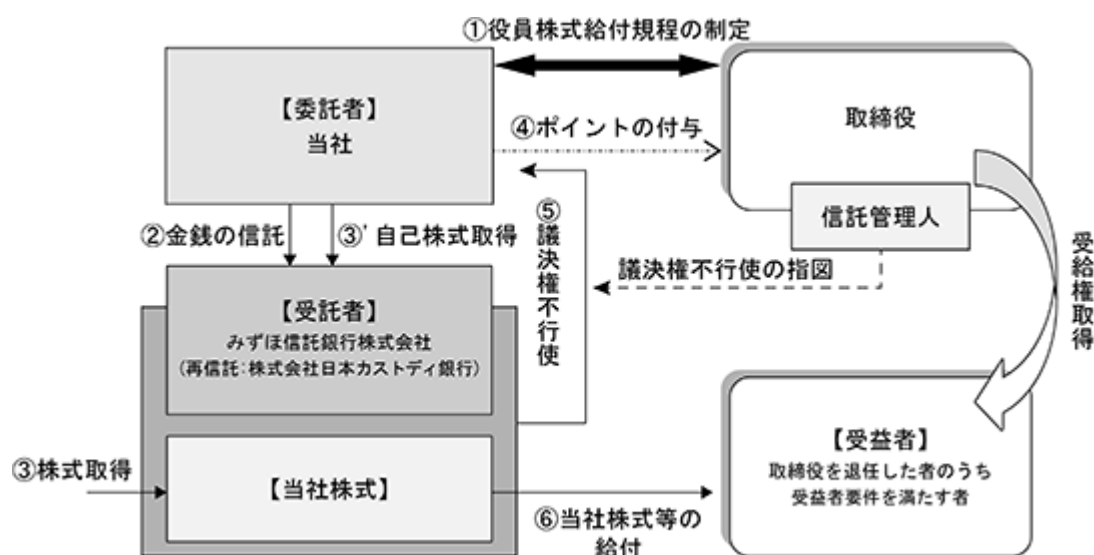 ①役員株式給付規程の制定
【委託者】
当社
取締役
④ポイントの付与
信託管理人
②金銭の信託
③’自己株式取得
⑤議決権不行使
議決権不行使の指図
受給権取得
【受託者】
みずほ信託銀行株式会社
(再信託:株式会社日本カストディ銀行)
【受益者】
取締役を退任した者のうち
受益者要件を満たす者
③株式取得
【当社株式】
⑥当社株式等の
給付